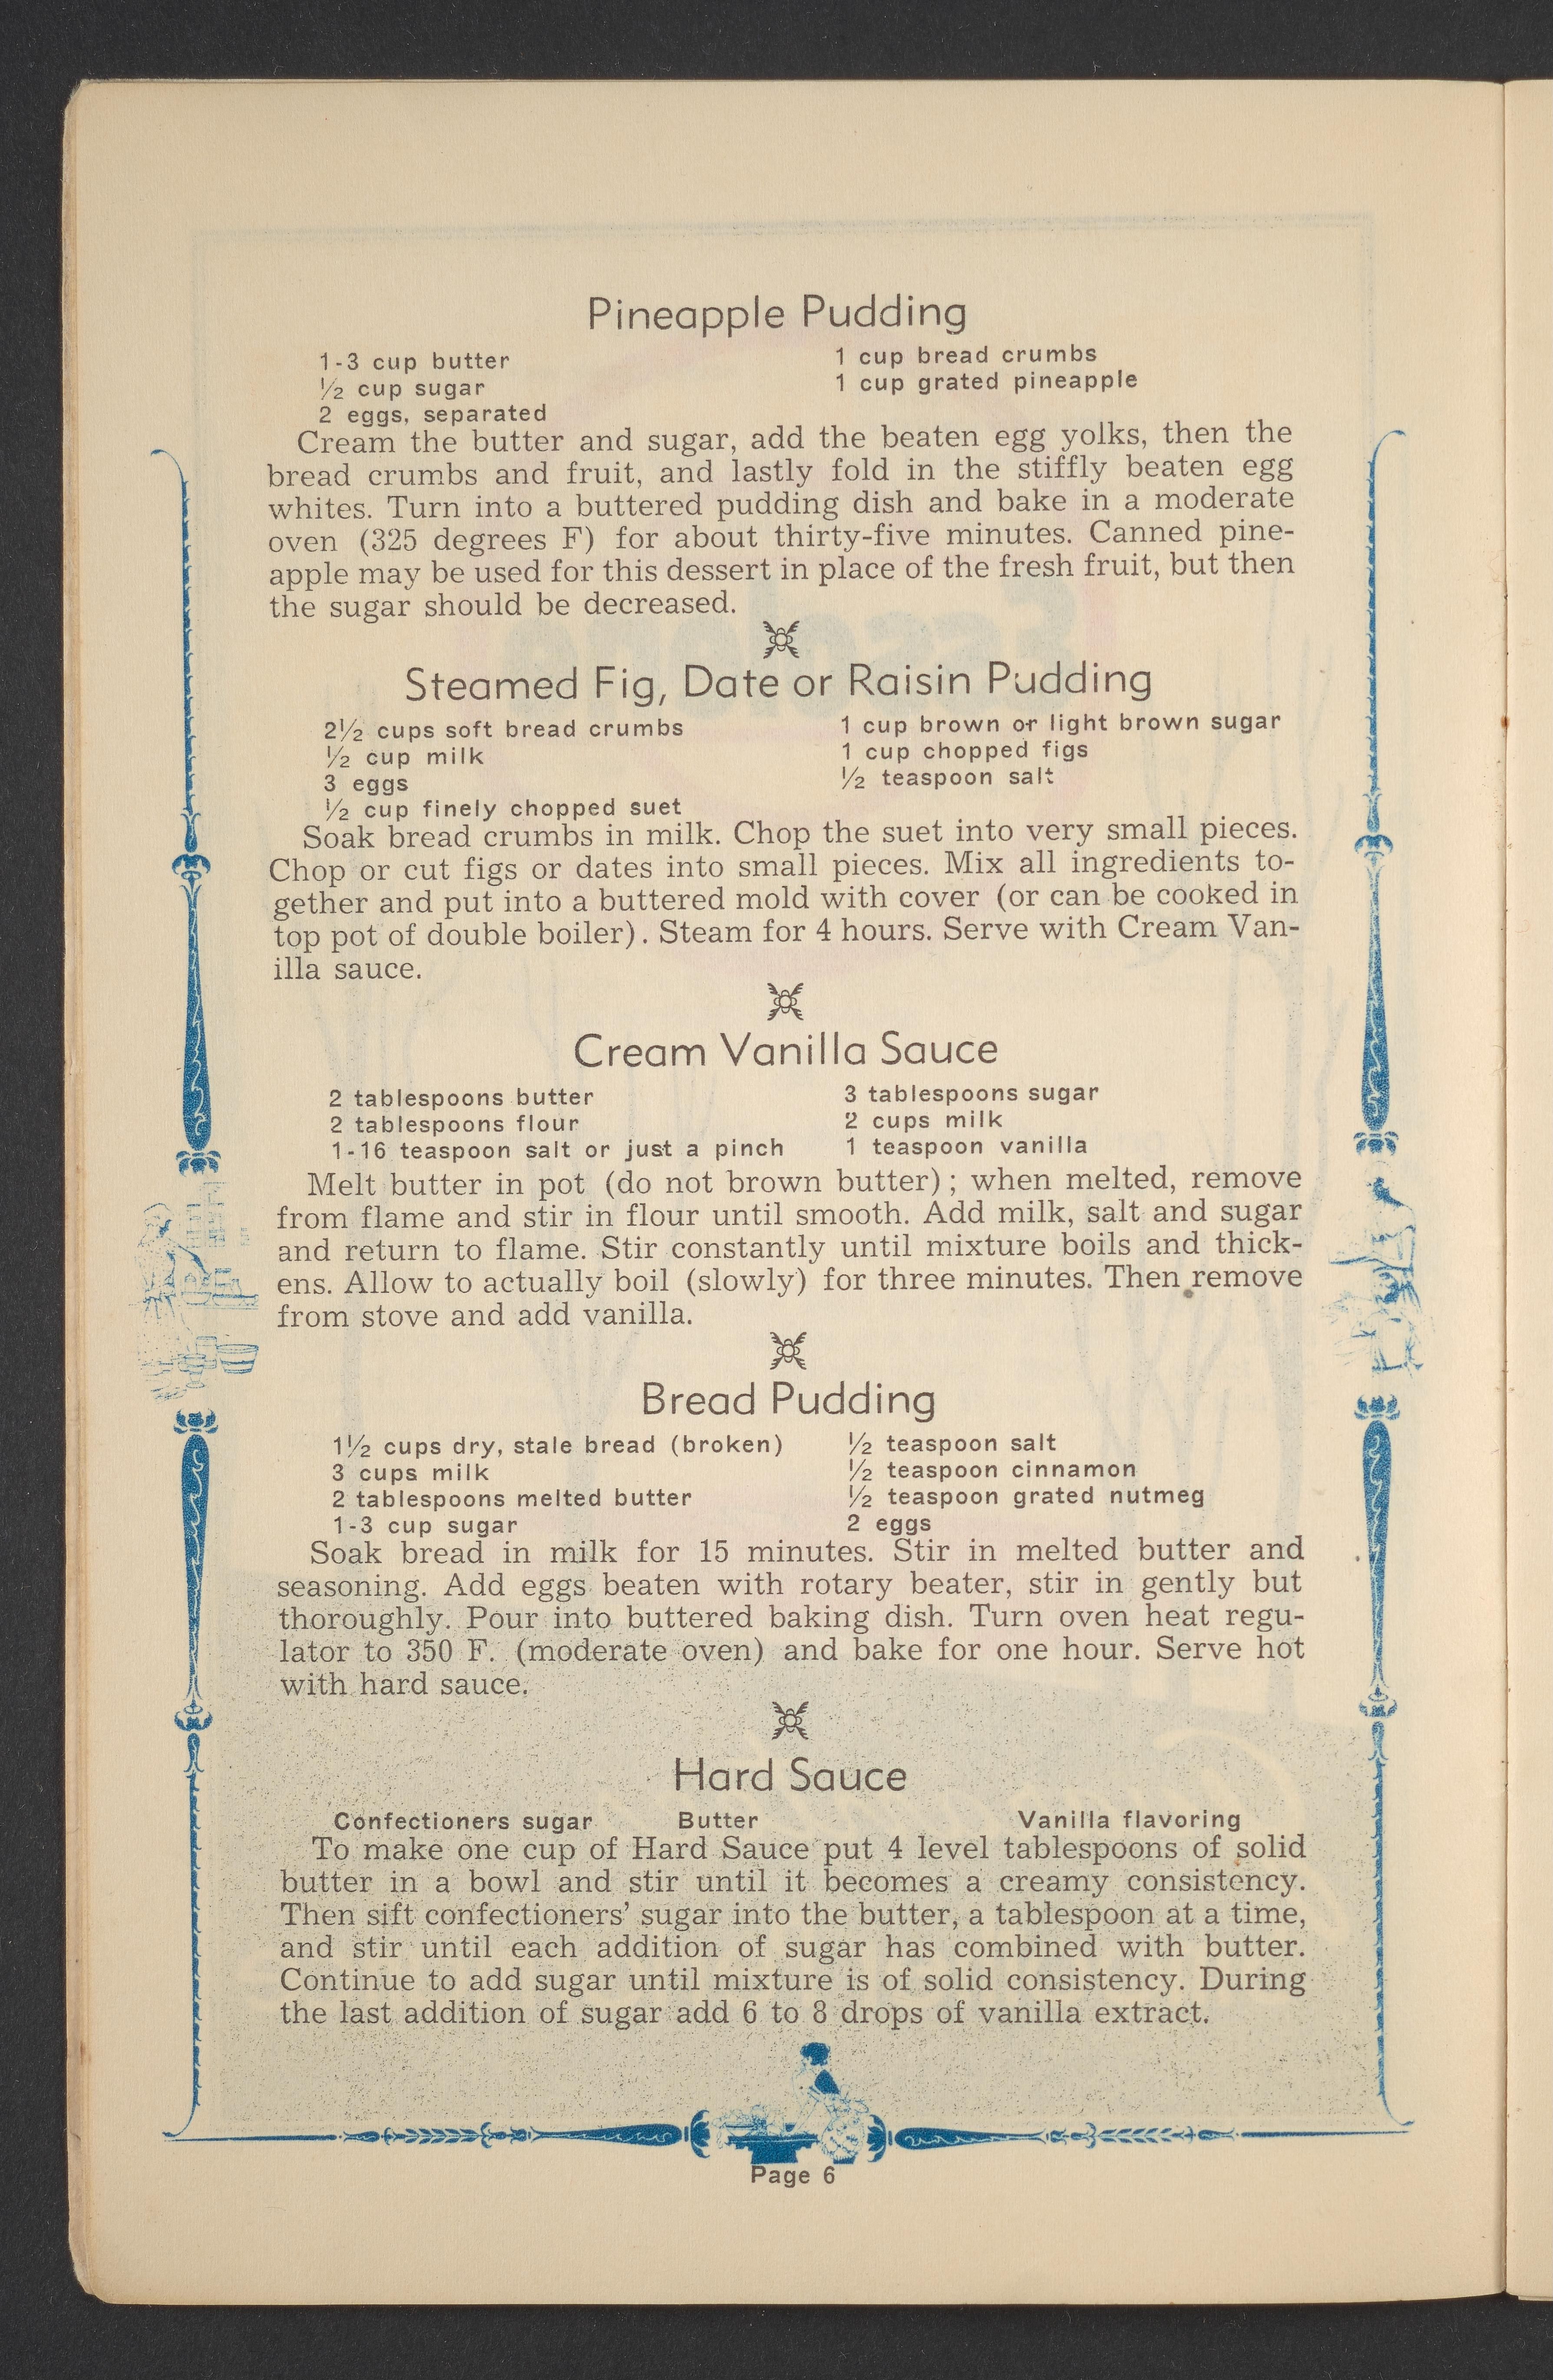 Pineapple Pudding
1-3 cup butter
½ cup sugar
2 eggs, separated
1 cup bread crumbs
1 cup grated pineapple
Cream the butter and sugar, add the beaten egg yolks, then the
bread crumbs and fruit, and lastly fold in the stiffly beaten egg
whites. Turn into a buttered pudding dish and bake in a moderate
oven (325 degrees F) for about thirty-five minutes. Canned pine-
apple may be used for this dessert in place of the fresh fruit, but then
the sugar should be decreased.
Steamed Fig, Date or Raisin Pudding
2½ cups soft bread crumbs
½ cup milk
3 eggs
½ cup finely chopped suet
1 cup brown or light brown sugar
1 cup chopped figs
½ teaspoon salt
Soak bread crumbs in milk. Chop the suet into very small pieces.
Chop or cut figs or dates into small pieces. Mix all ingredients to-
gether and put into a buttered mold with cover (or can be cooked in
top pot of double boiler). Steam for 4 hours. Serve with Cream Van-
illa sauce.
Cream Vanilla Sauce
2 tablespoons butter
2 tablespoons flour
1-16 teaspoon salt or just a pinch
3 tablespoons sugar
2 cups milk
1 teaspoon vanilla
Melt butter in pot (do not brown butter); when melted, remove
from flame and stir in flour until smooth. Add milk, salt and sugar
and return to flame. Stir constantly until mixture boils and thick-
ens. Allow to actually boil (slowly) for three minutes. Then remove
from stove and add vanilla.
Bread Pudding
1½ cups dry, stale bread (broken)
3 cups milk
2 tablespoons melted butter
1-3 cup sugar
½ teaspoon salt
½ teaspoon cinnamon
½ teaspoon grated nutmeg
2 eggs
Soak bread in milk for 15 minutes. Stir in melted butter and
seasoning. Add eggs beaten with rotary beater, stir in gently but
thoroughly. Pour into buttered baking dish. Turn oven heat regu-
lator to 350 F. (moderate oven) and bake for one hour. Serve hot
with hard sauce.
Hard Sauce
Confectioners sugar Butter Vanilla flavoring
To make one cup of Hard Sauce put 4 level tablespoons of solid
butter in a bowl and stir until it becomes a creamy consistency.
Then sift confectioners' sugar into the butter, a tablespoon at a time,
and stir until each addition of sugar has combined with butter.
Continue to add sugar until mixture is of solid consistency. During
the last addition of sugar add 6 to 8 drops of vanilla extract.
Page 6